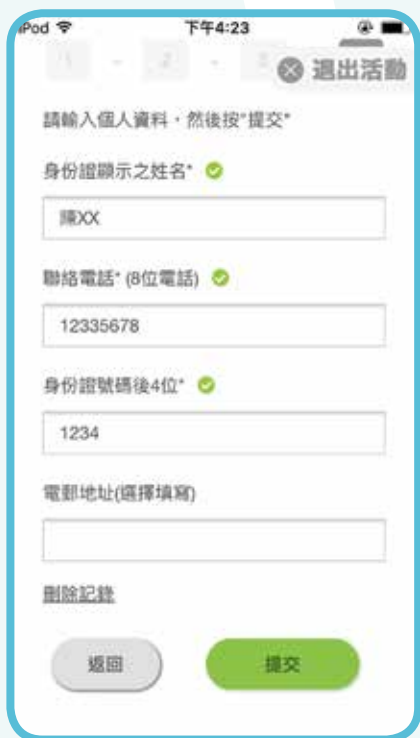 iPod 下午4:23
1 - 2 -
退出活動
請輸入個人資料，然後按"提交"
身份證顯示之姓名*
陳XX
聯絡電話* (8位電話)
12335678
身份證號碼後4位*
1234
電郵地址(選擇填寫)
刪除記錄
返回 提交